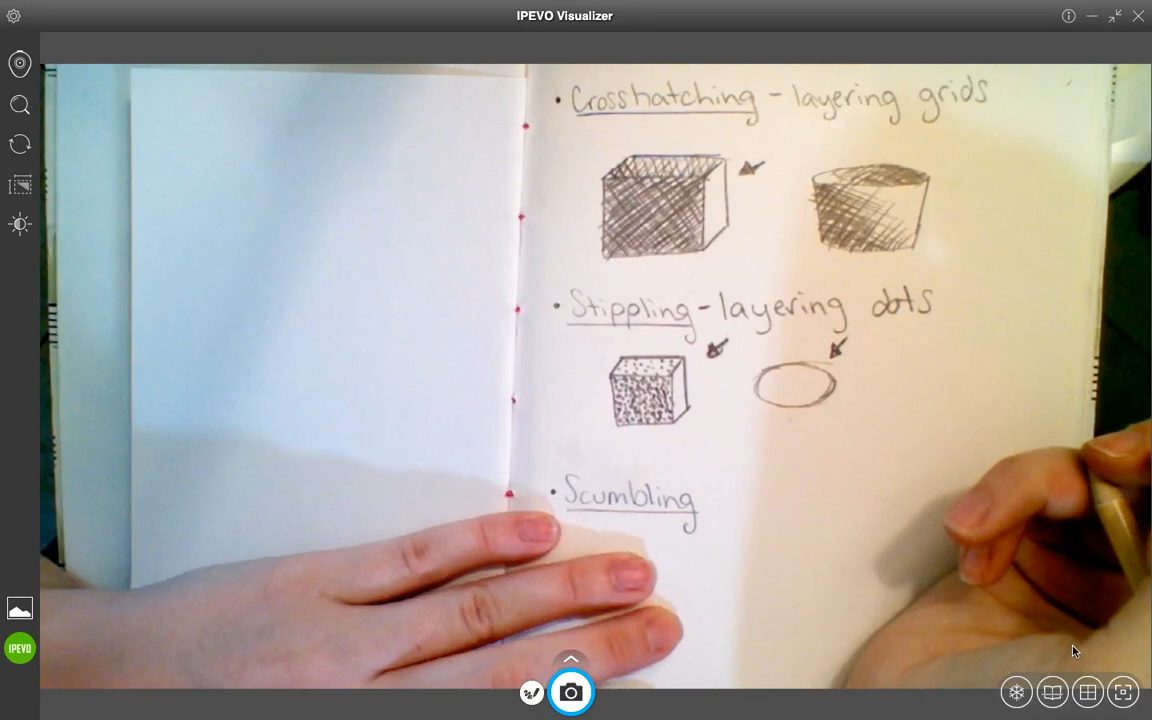 IPEVO Visualizer
• Crosshatching - layering grids
• Stippling - layering dots
• Scumbling
IPEVO